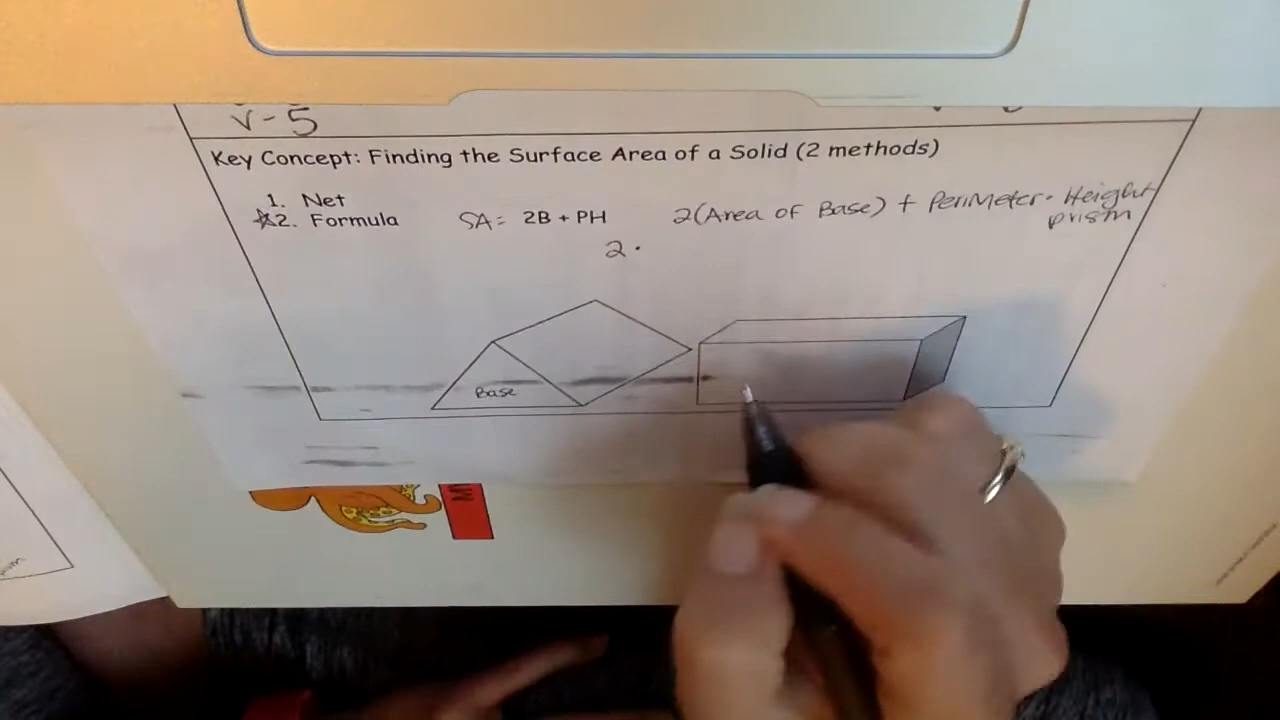 V-5
Key Concept: Finding the Surface Area of a Solid (2 methods)
1. Net
☆2. Formula SA= 2B + PH 2(Area of Base) + PeriMeter · Height
prism
2 ·
Base